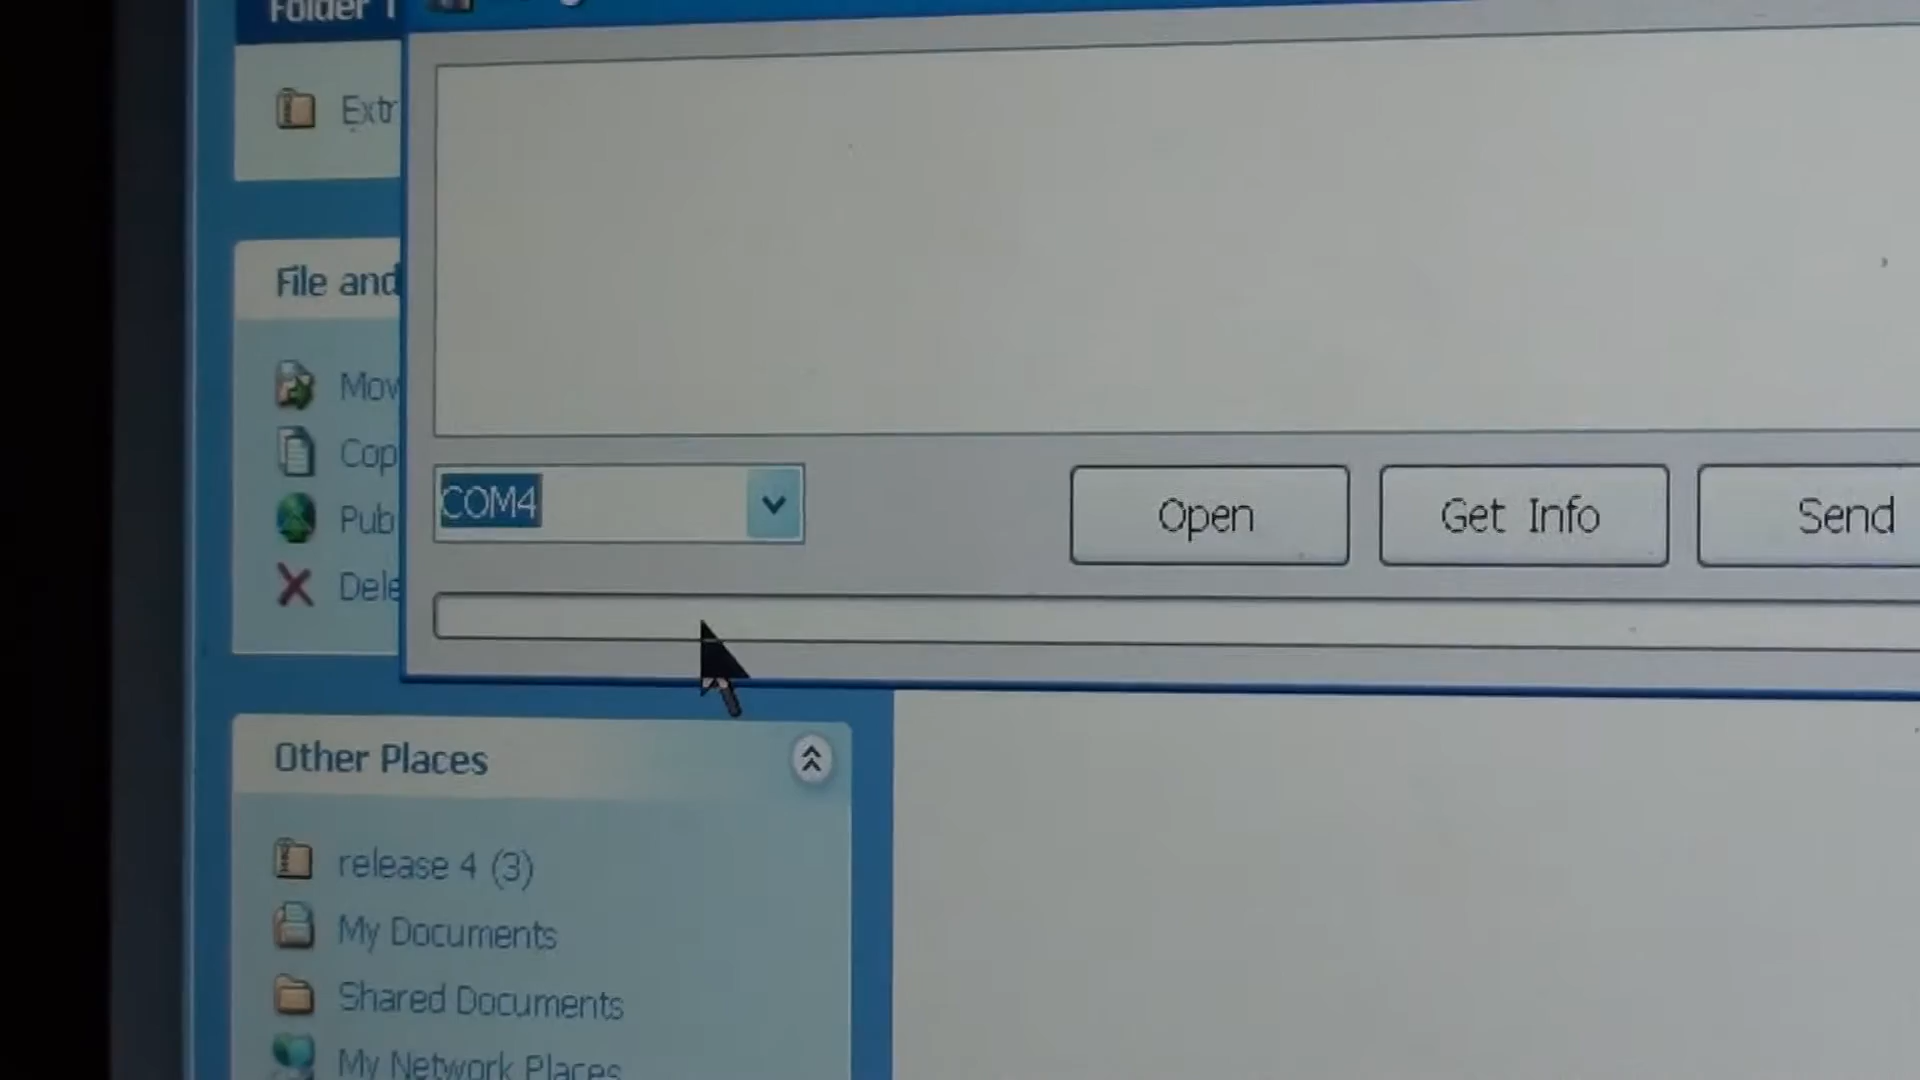 Folder T
Extr
File and
Mov
Cop
Pub
Dele
COM4
Open
Get Info
Send
Other Places
release 4 (3)
My Documents
Shared Documents
My Network Places